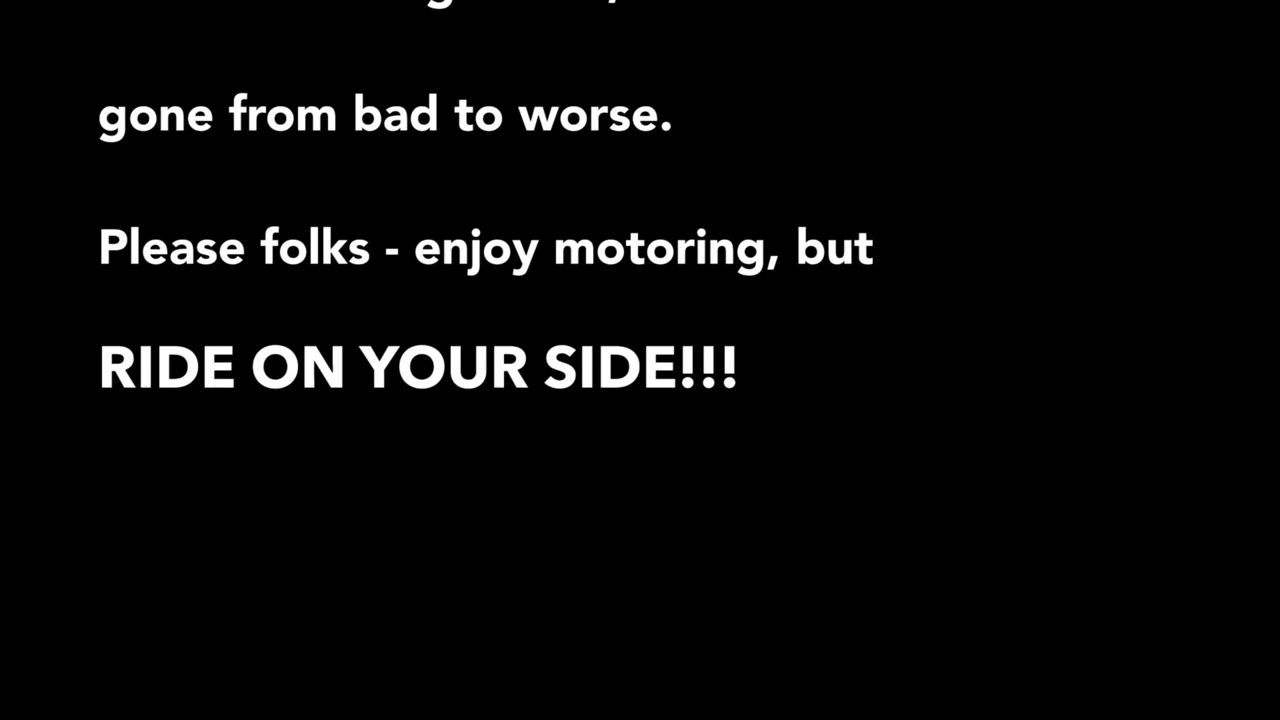 gone from bad to worse.
Please folks - enjoy motoring, but
RIDE ON YOUR SIDE!!!